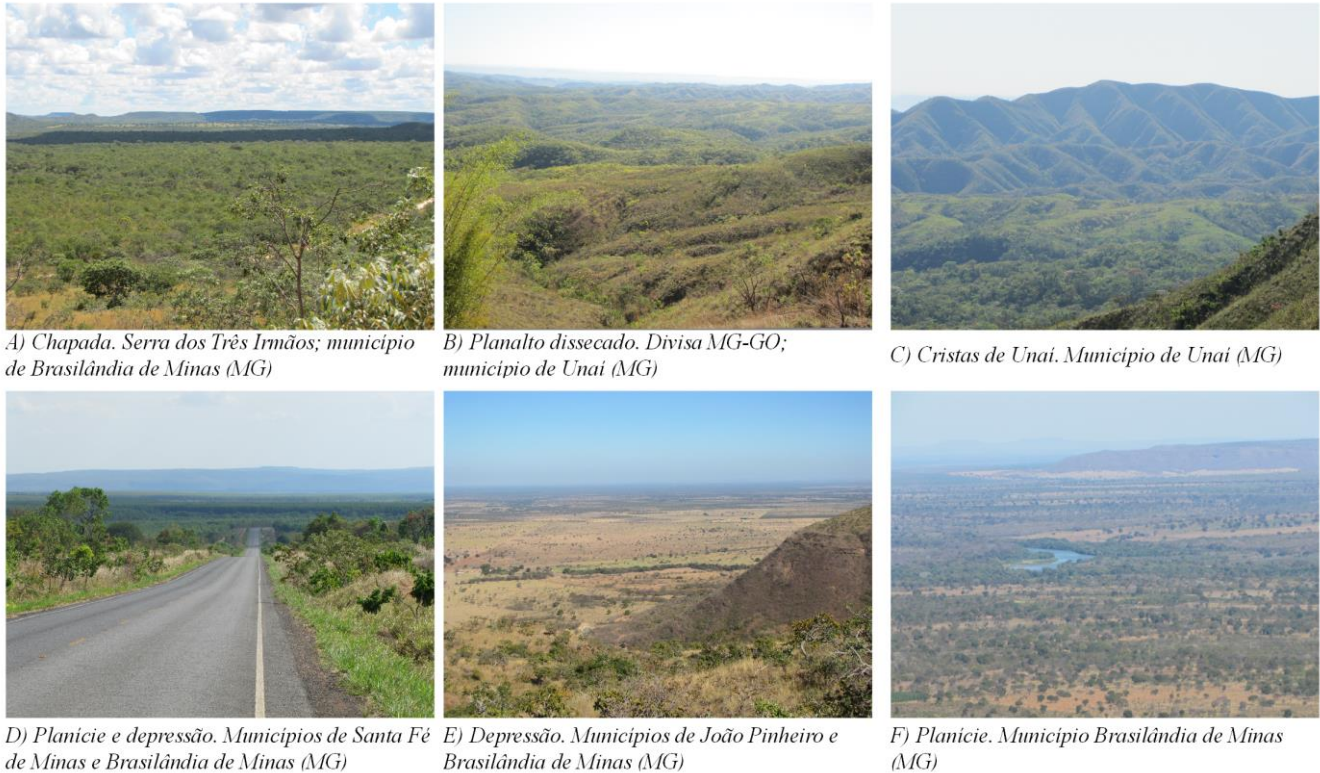 A) Chapada. Serra dos Três Irmãos; município
de Brasilândia de Minas (MG)
B) Planalto dissecado. Divisa MG-GO;
município de Unaí (MG)
C) Cristas de Unaí. Município de Unaí (MG)
D) Planície e depressão. Municípios de Santa Fé
de Minas e Brasilândia de Minas (MG)
E) Depressão. Municípios de João Pinheiro e
Brasilândia de Minas (MG)
F) Planície. Município Brasilândia de Minas
(MG)